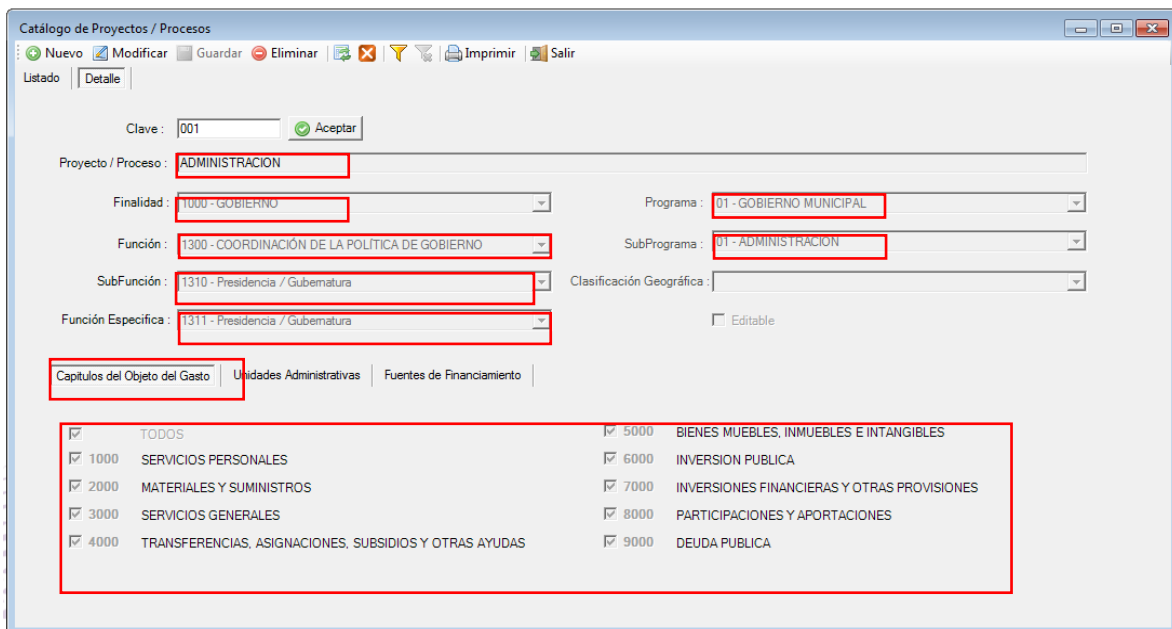 Catálogo de Proyectos / Procesos
Nuevo Modificar Guardar Eliminar Imprimir Salir
Listado Detalle
Clave : 001 Aceptar
Proyecto / Proceso : ADMINISTRACION
Finalidad : 1000 - GOBIERNO Programa : 01 - GOBIERNO MUNICIPAL
Función : 1300 - COORDINACIÓN DE LA POLÍTICA DE GOBIERNO SubPrograma : 01 - ADMINISTRACION
SubFunción : 1310 - Presidencia / Gubernatura Clasificación Geográfica :
Función Especifica : 1311 - Presidencia / Gubernatura Editable
Capitulos del Objeto del Gasto Unidades Administrativas Fuentes de Financiamiento
TODOS 5000 BIENES MUEBLES, INMUEBLES E INTANGIBLES
1000 SERVICIOS PERSONALES 6000 INVERSION PUBLICA
2000 MATERIALES Y SUMINISTROS 7000 INVERSIONES FINANCIERAS Y OTRAS PROVISIONES
3000 SERVICIOS GENERALES 8000 PARTICIPACIONES Y APORTACIONES
4000 TRANSFERENCIAS, ASIGNACIONES, SUBSIDIOS Y OTRAS AYUDAS 9000 DEUDA PUBLICA